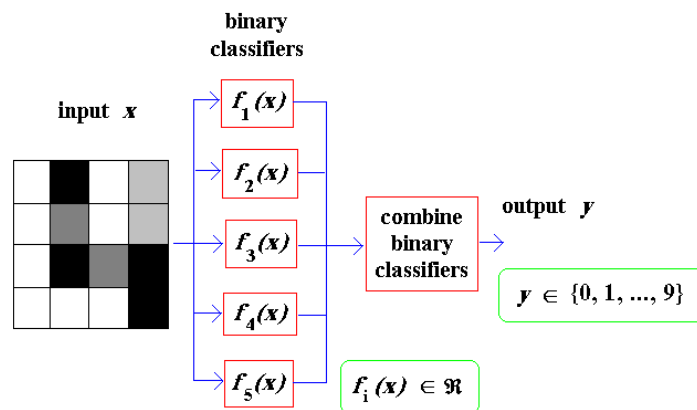 binary
classifiers
input x
f₁(x)
f₂(x)
f₃(x)
f₄(x)
f₅(x)
combine
binary
classifiers
output y
y ∈ {0, 1, ..., 9}
fᵢ(x) ∈ ℜ